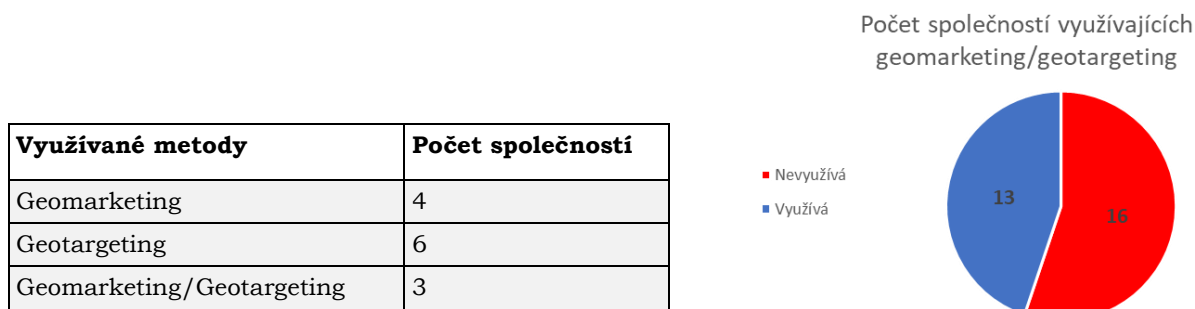 Počet společností využívajících
geomarketing/geotargeting
Využívané metody Počet společností
Geomarketing 4
Geotargeting 6
Geomarketing/Geotargeting 3
Nevyužívá
Využívá
13
16